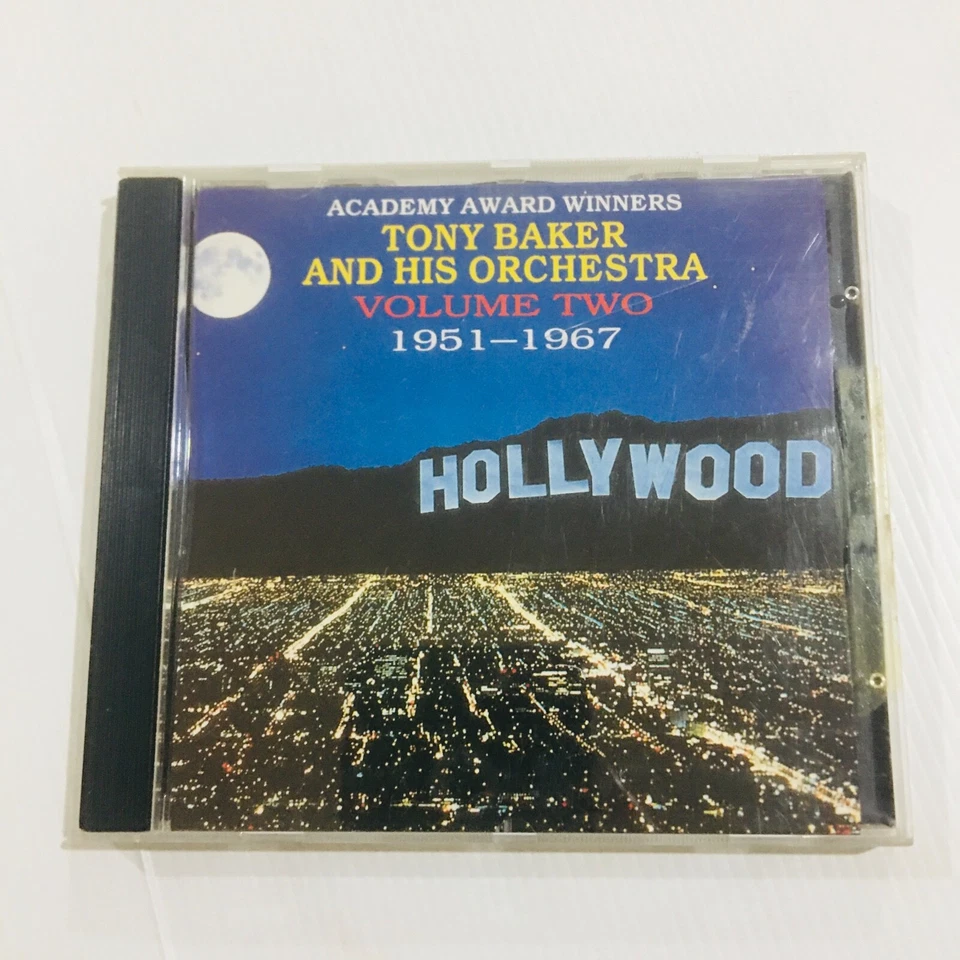 ACADEMY AWARD WINNERS
TONY BAKER
AND HIS ORCHESTRA
VOLUME TWO
1951–1967
HOLLYWOOD